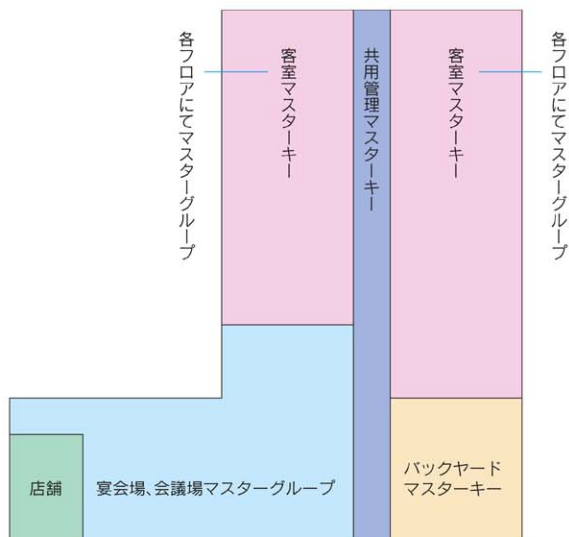 各フロアにてマスターグループ
客室マスターキー
共用管理マスターキー
客室マスターキー
各フロアにてマスターグループ
店舗
宴会場、会議場マスターグループ
バックヤード
マスターキー